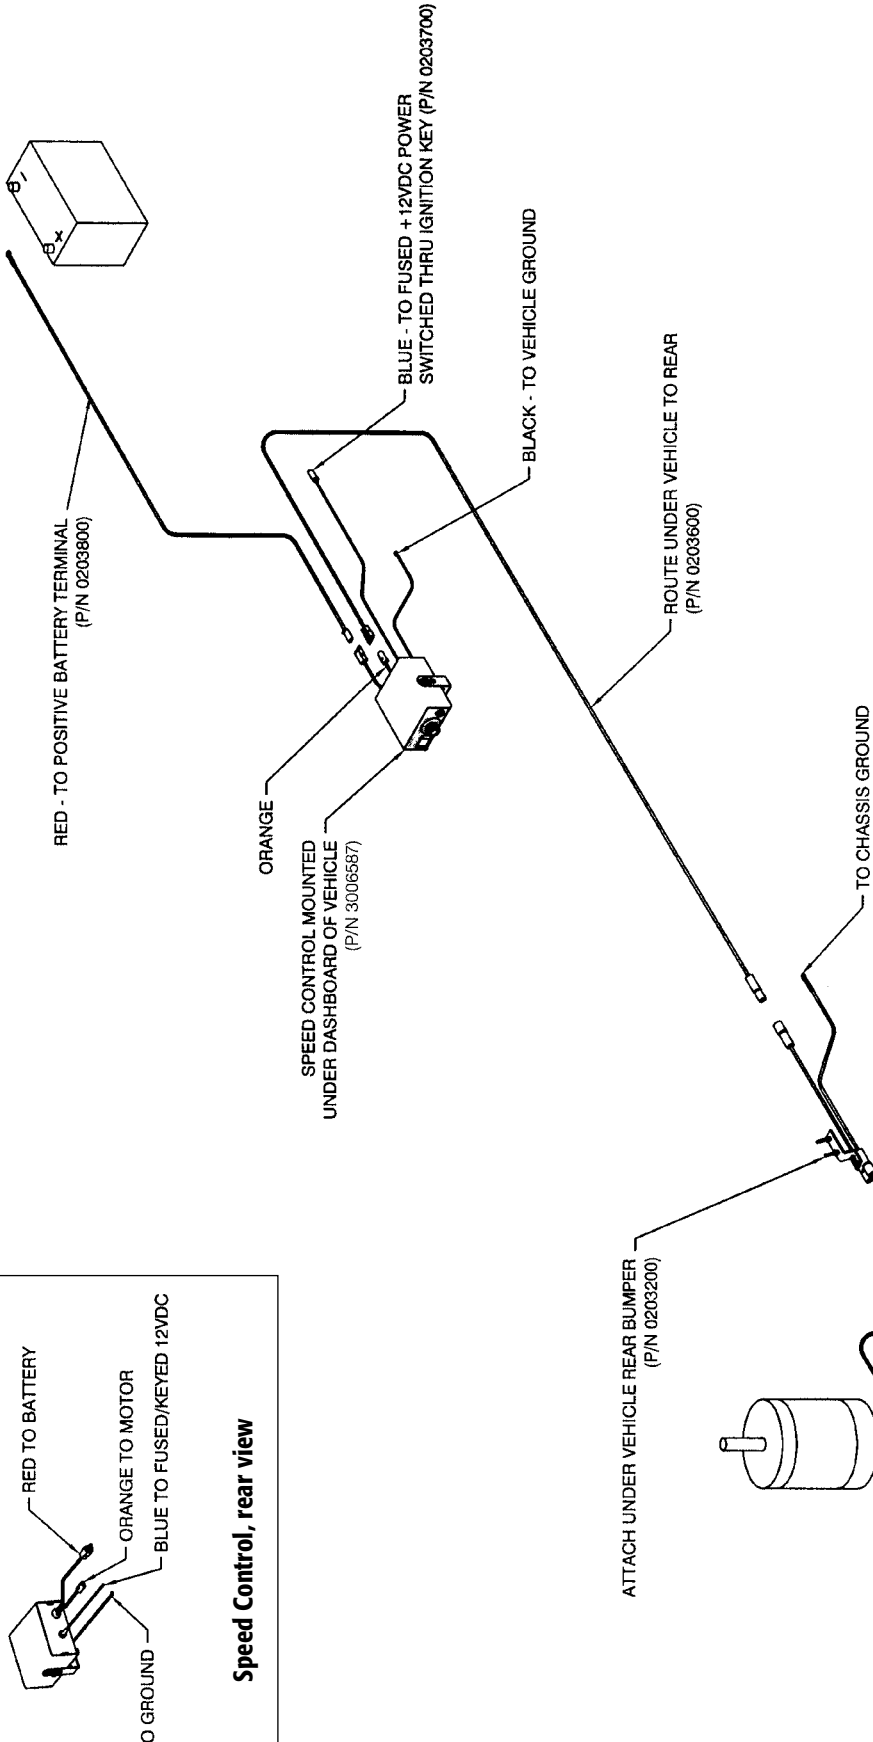 RED - TO POSITIVE BATTERY TERMINAL
(P/N 0203800)
BLUE - TO FUSED +12VDC POWER
SWITCHED THRU IGNITION KEY (P/N 0203700)
BLACK - TO VEHICLE GROUND
ORANGE
SPEED CONTROL MOUNTED
UNDER DASHBOARD OF VEHICLE
(P/N 3006587)
ROUTE UNDER VEHICLE TO REAR
(P/N 0203600)
TO CHASSIS GROUND
ATTACH UNDER VEHICLE REAR BUMPER
(P/N 0203200)
RED TO BATTERY
ORANGE TO MOTOR
BLUE TO FUSED/KEYED 12VDC
O GROUND
Speed Control, rear view